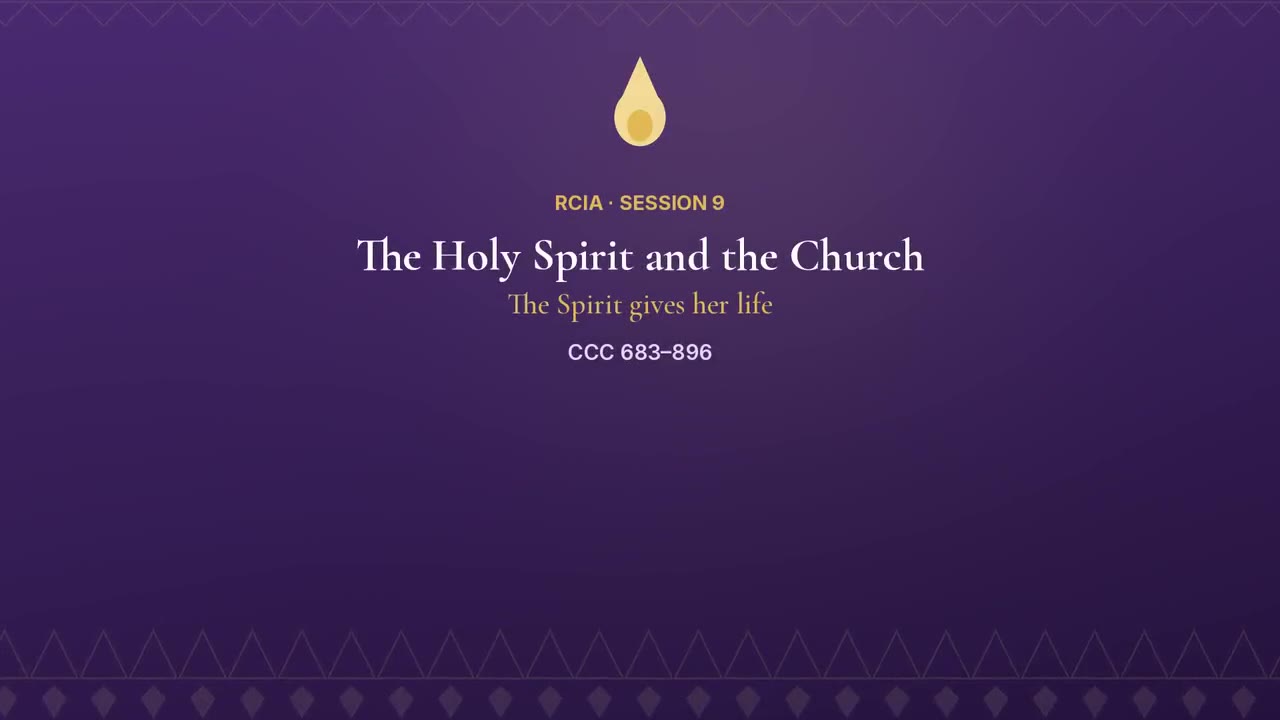 RCIA · SESSION 9
The Holy Spirit and the Church
The Spirit gives her life
CCC 683–896